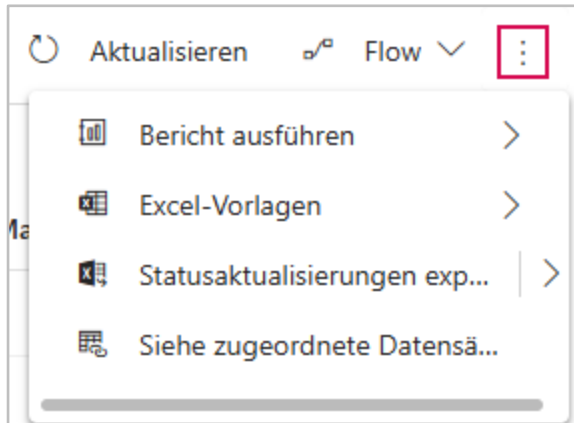 Aktualisieren Flow
Bericht ausführen
Excel-Vorlagen
Statusaktualisierungen exp...
Siehe zugeordnete Datensä...